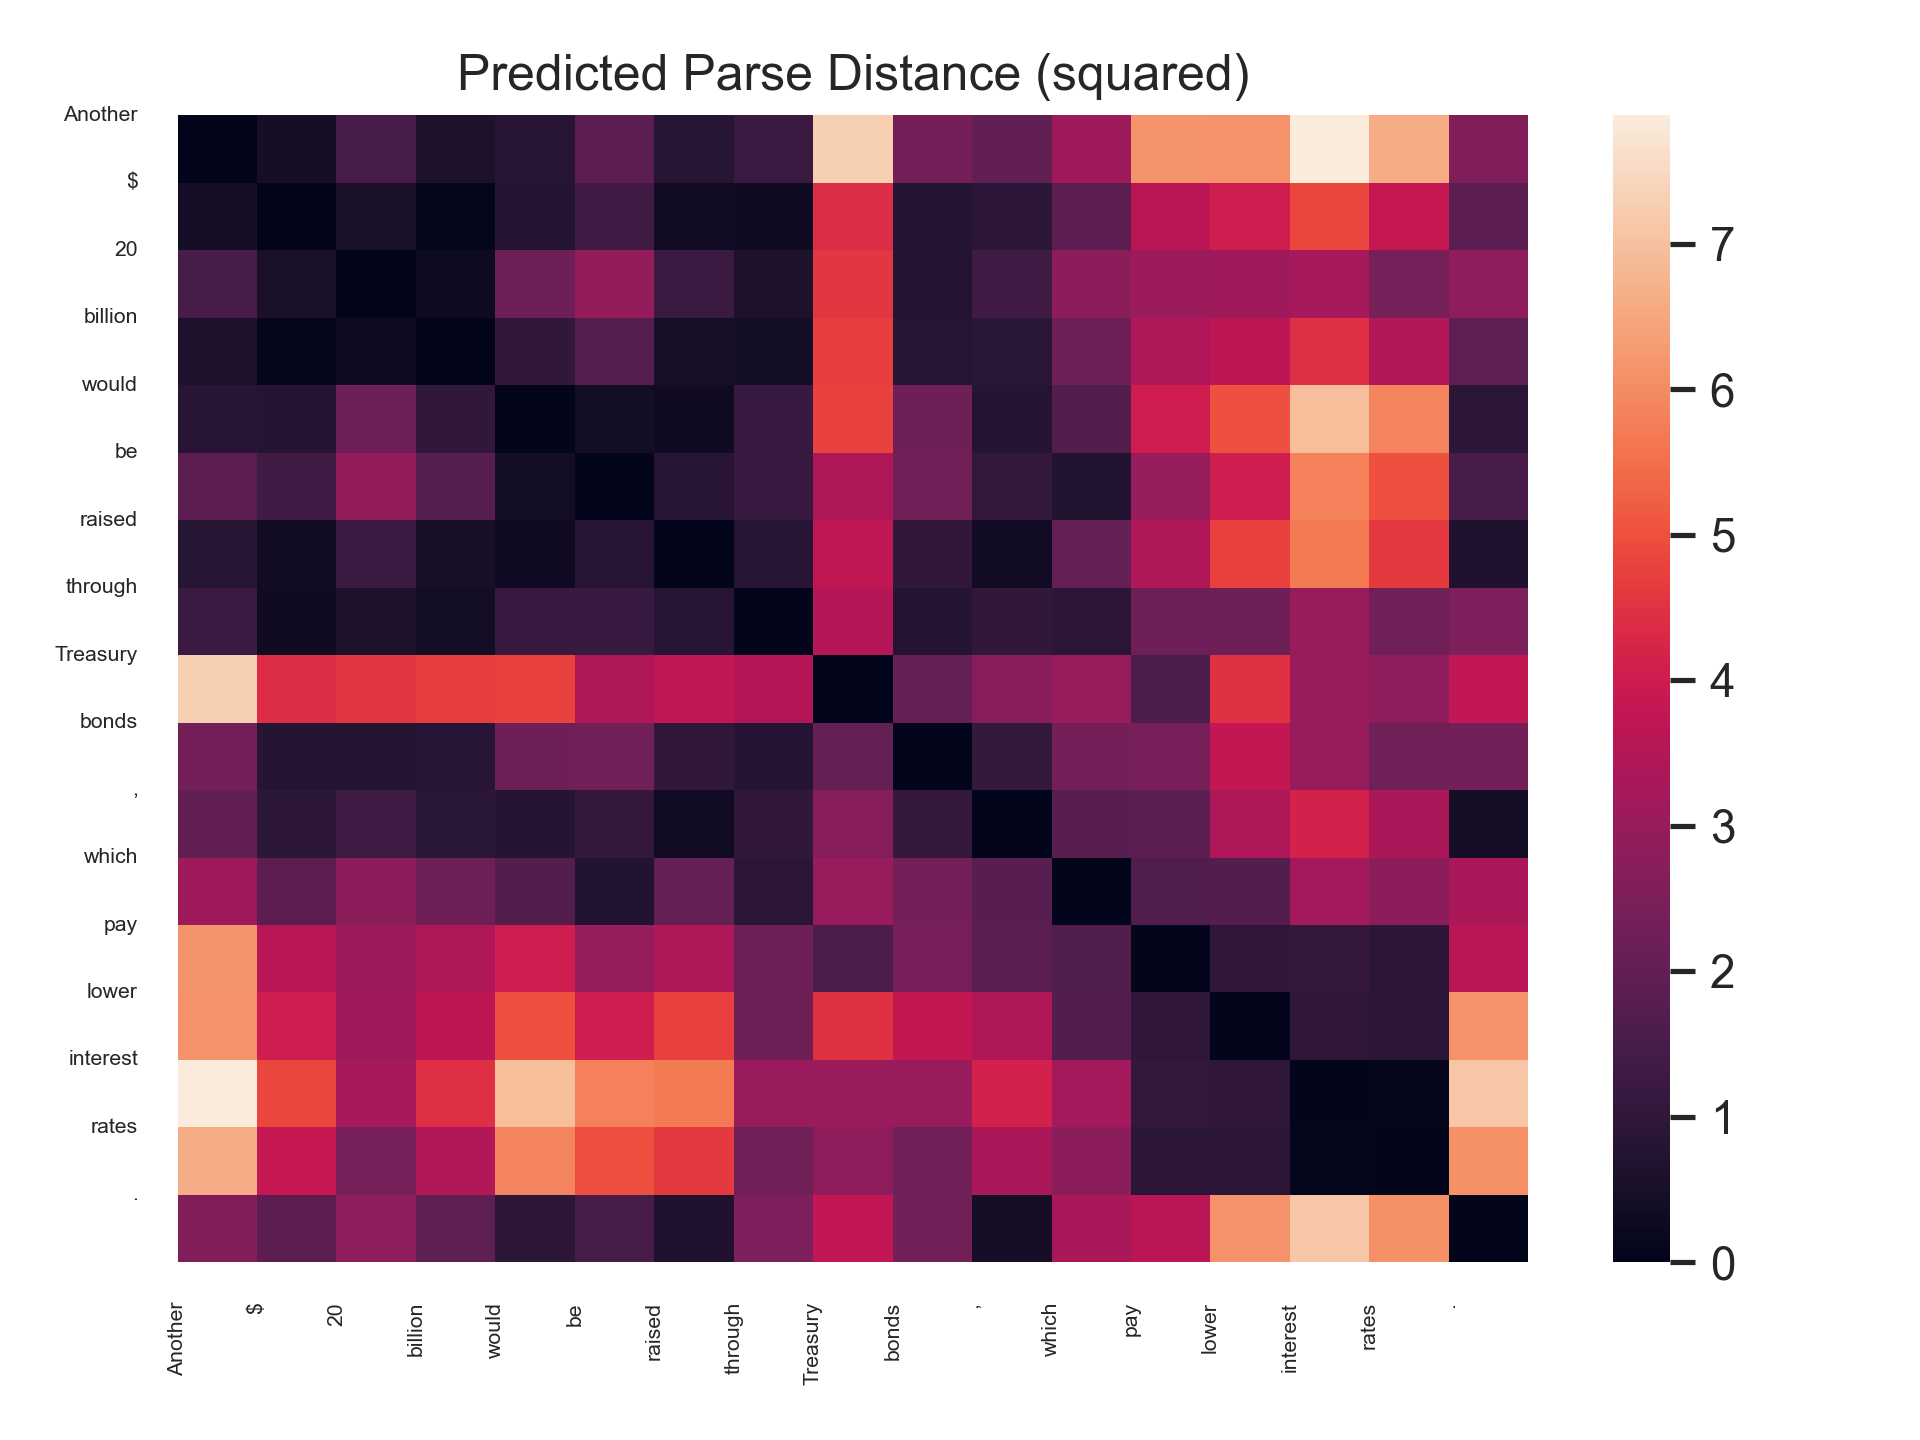 Predicted Parse Distance (squared)
Another
$
20
billion
would
be
raised
through
Treasury
bonds
,
which
pay
lower
interest
rates
.
7
6
5
4
3
2
1
0
Another
$
20
billion
would
be
raised
through
Treasury
bonds
,
which
pay
lower
interest
rates
.